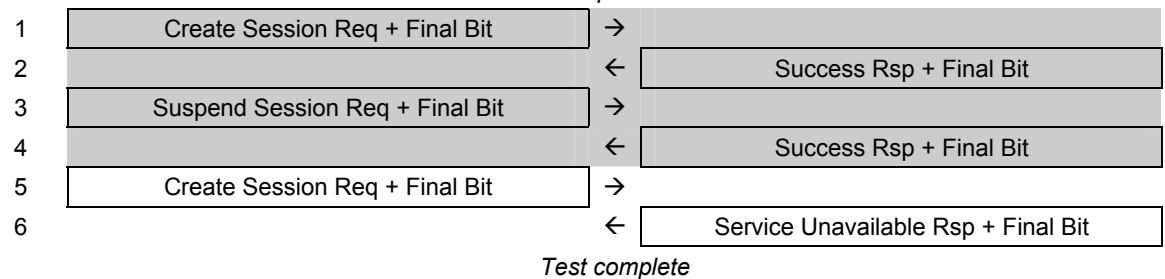 1 Create Session Req + Final Bit →
2 ← Success Rsp + Final Bit
3 Suspend Session Req + Final Bit →
4 ← Success Rsp + Final Bit
5 Create Session Req + Final Bit →
6 ← Service Unavailable Rsp + Final Bit
Test complete